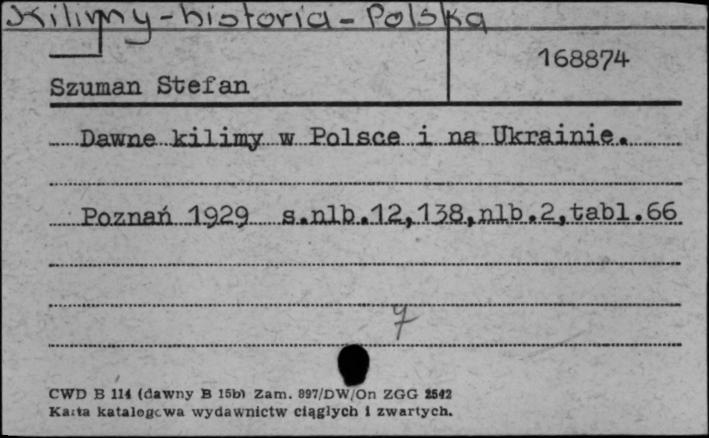 Kilimy - historia - Polska
168874
Szuman Stefan
Dawne kilimy w Polsce i na Ukrainie.
Poznań 1929 s.nlb.12,138,nlb.2,tabl.66
7
CWD B 114 (dawny B 15b) Zam. 897/DW/On ZGG 2542
Karta katalogowa wydawnictw ciąglych i zwartych.